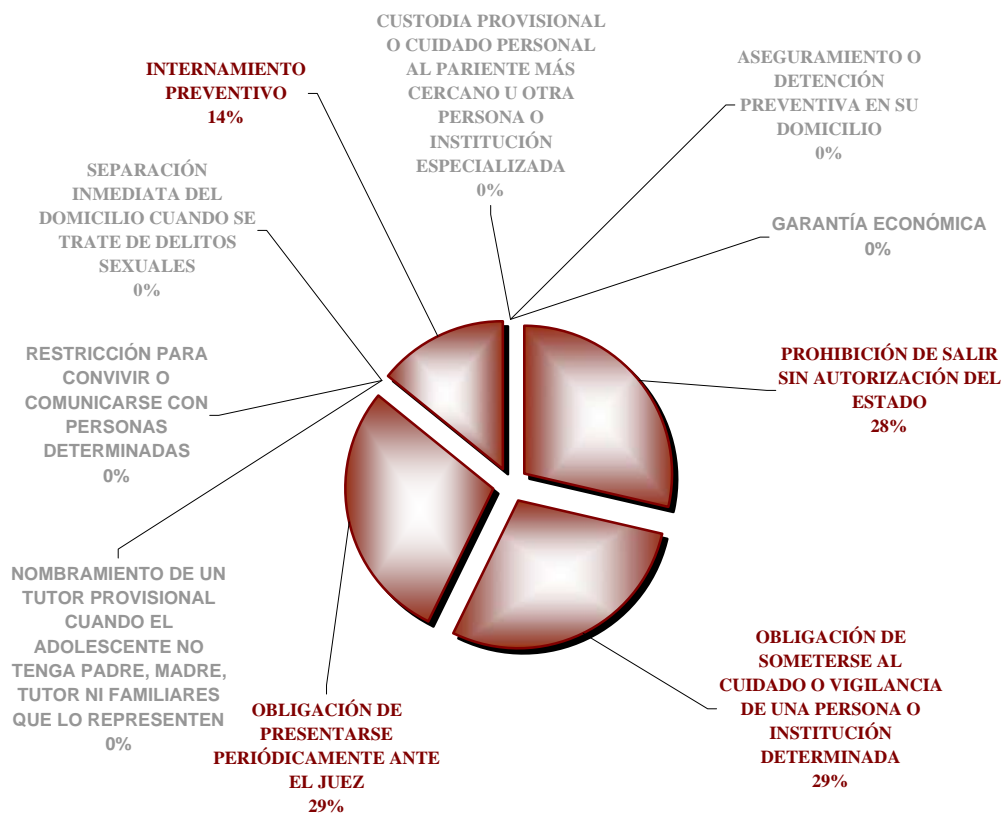 CUSTODIA PROVISIONAL
O CUIDADO PERSONAL
AL PARIENTE MÁS
CERCANO U OTRA
PERSONA O
INSTITUCIÓN
ESPECIALIZADA
0%
ASEGURAMIENTO O
DETENCIÓN
PREVENTIVA EN SU
DOMICILIO
0%
INTERNAMIENTO
PREVENTIVO
14%
SEPARACIÓN
INMEDIATA DEL
DOMICILIO CUANDO SE
TRATE DE DELITOS
SEXUALES
0%
GARANTÍA ECONÓMICA
0%
RESTRICCIÓN PARA
CONVIVIR O
COMUNICARSE CON
PERSONAS
DETERMINADAS
0%
PROHIBICIÓN DE SALIR
SIN AUTORIZACIÓN DEL
ESTADO
28%
NOMBRAMIENTO DE UN
TUTOR PROVISIONAL
CUANDO EL
ADOLESCENTE NO
TENGA PADRE, MADRE,
TUTOR NI FAMILIARES
QUE LO REPRESENTEN
0%
OBLIGACIÓN DE
PRESENTARSE
PERIÓDICAMENTE ANTE
EL JUEZ
29%
OBLIGACIÓN DE
SOMETERSE AL
CUIDADO O VIGILANCIA
DE UNA PERSONA O
INSTITUCIÓN
DETERMINADA
29%